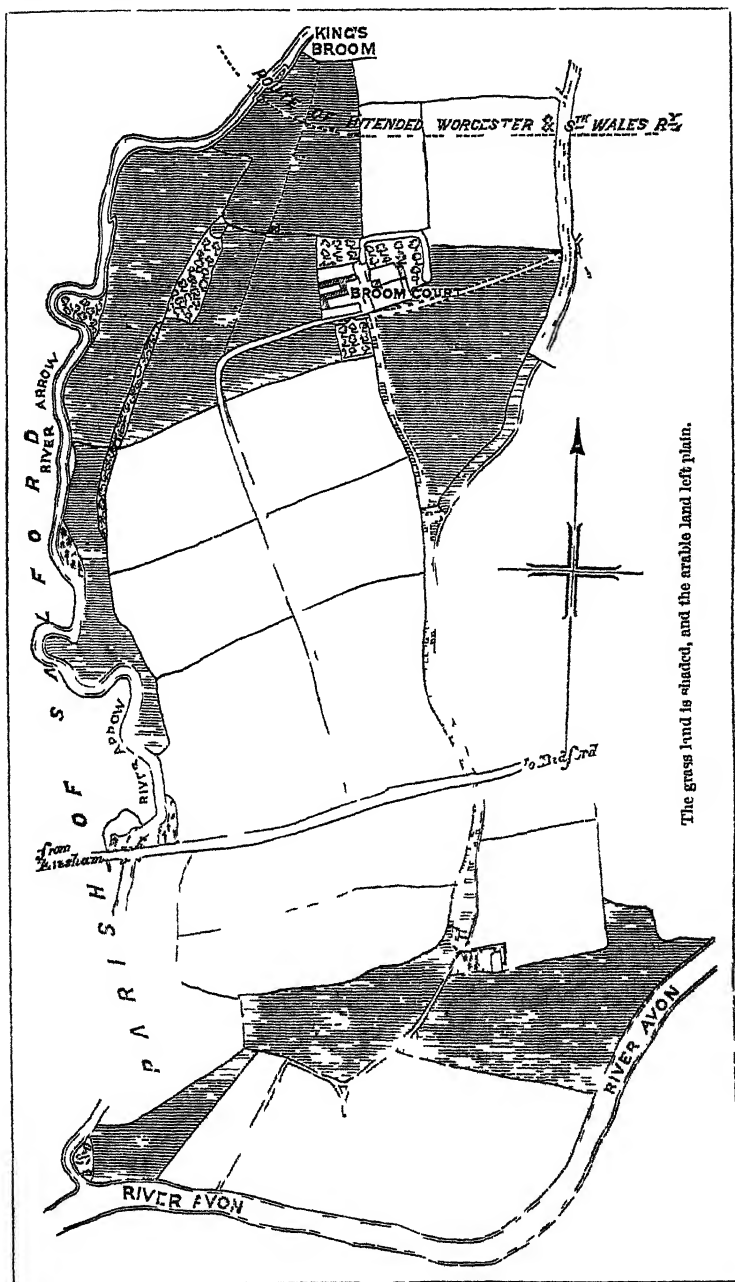 KING'S
BROOM
ROUTE OF INTENDED WORCESTER & STH WALES RY
BROOM COURT
RIVER ARROW
PARISH OF SALFORD
RIVER ARROW
from
Evesham
to Bidford
The grass land is shaded, and the arable land left plain.
RIVER AVON
RIVER AVON